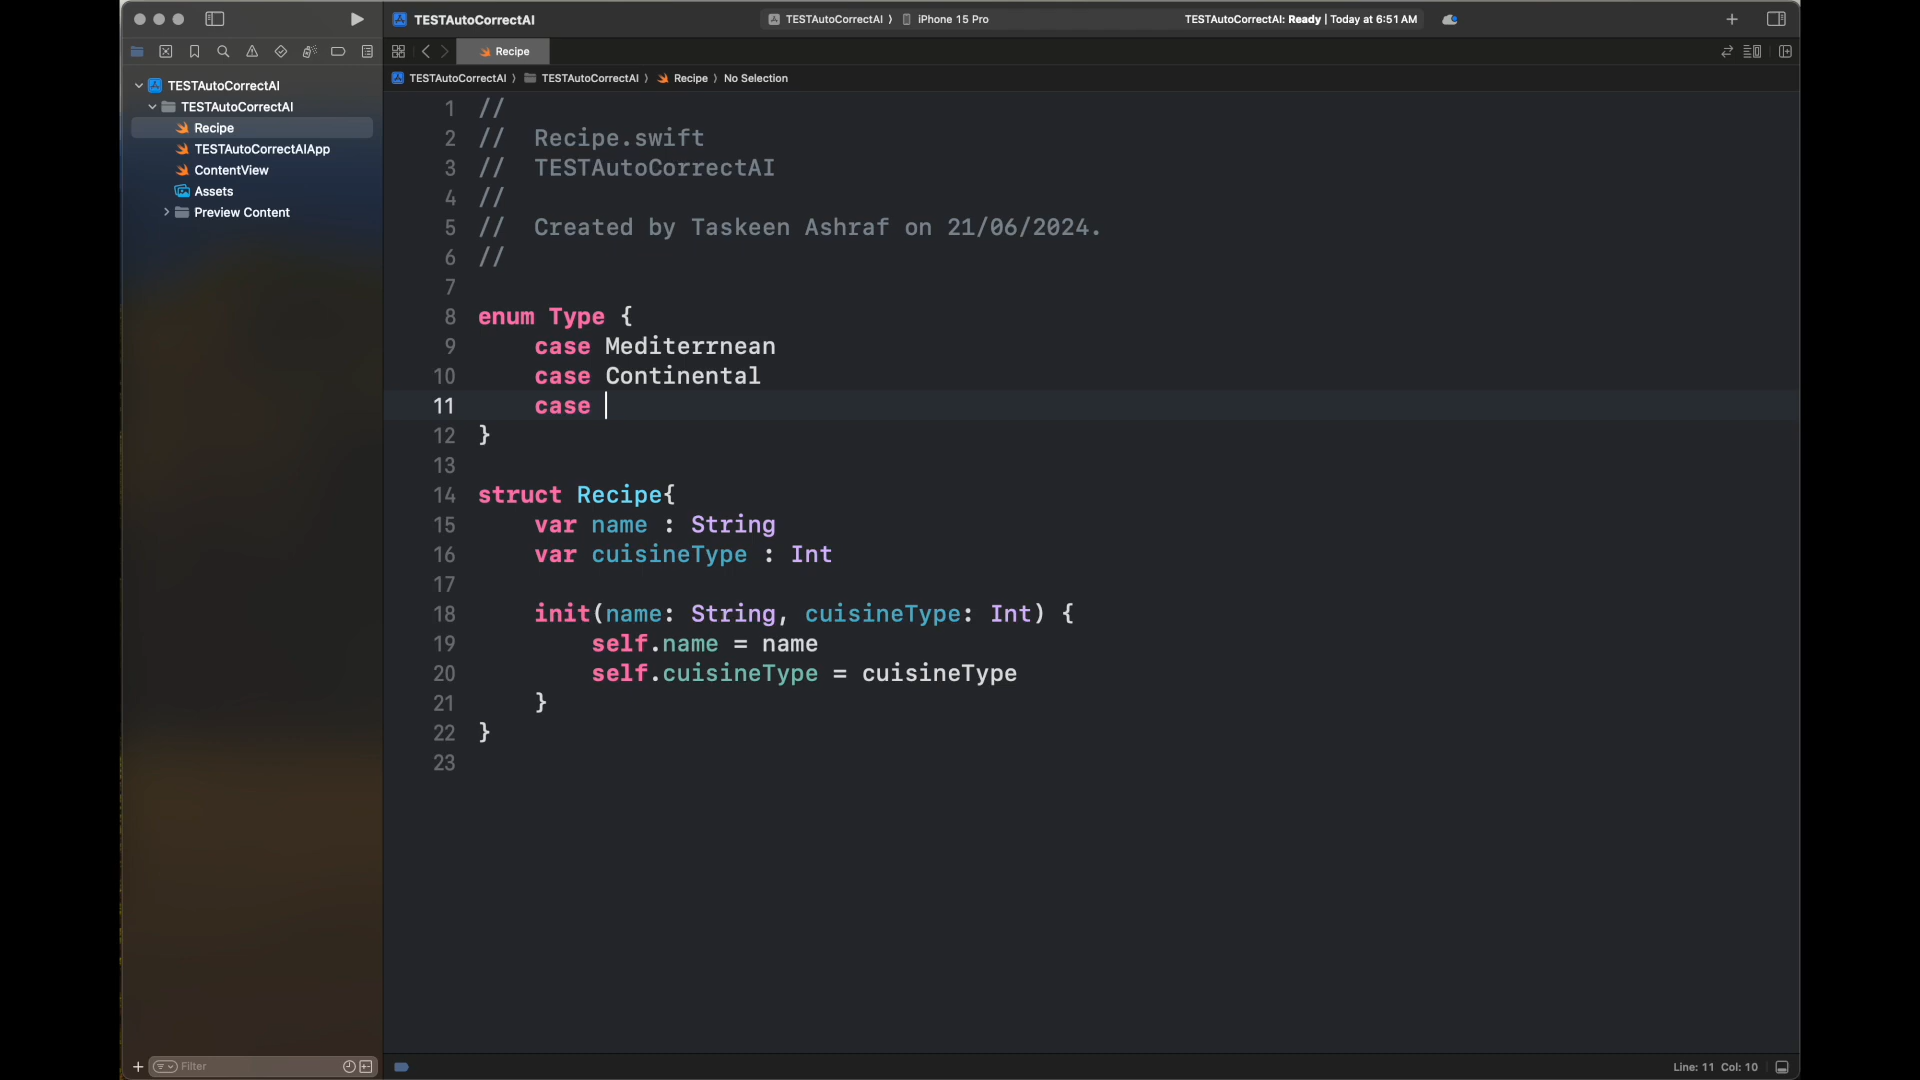 TESTAutoCorrectAI
TESTAutoCorrectAI 〉 iPhone 15 Pro
TESTAutoCorrectAI: Ready | Today at 6:51 AM
Recipe
TESTAutoCorrectAI 〉 TESTAutoCorrectAI 〉 Recipe 〉 No Selection
TESTAutoCorrectAI
TESTAutoCorrectAI
Recipe
TESTAutoCorrectAIApp
ContentView
Assets
Preview Content
1 //
2 //  Recipe.swift
3 //  TESTAutoCorrectAI
4 //
5 //  Created by Taskeen Ashraf on 21/06/2024.
6 //
7
8 enum Type {
9     case Mediterrnean
10     case Continental
11     case
12 }
13
14 struct Recipe{
15     var name : String
16     var cuisineType : Int
17
18     init(name: String, cuisineType: Int) {
19         self.name = name
20         self.cuisineType = cuisineType
21     }
22 }
23
Filter
Line: 11 Col: 10